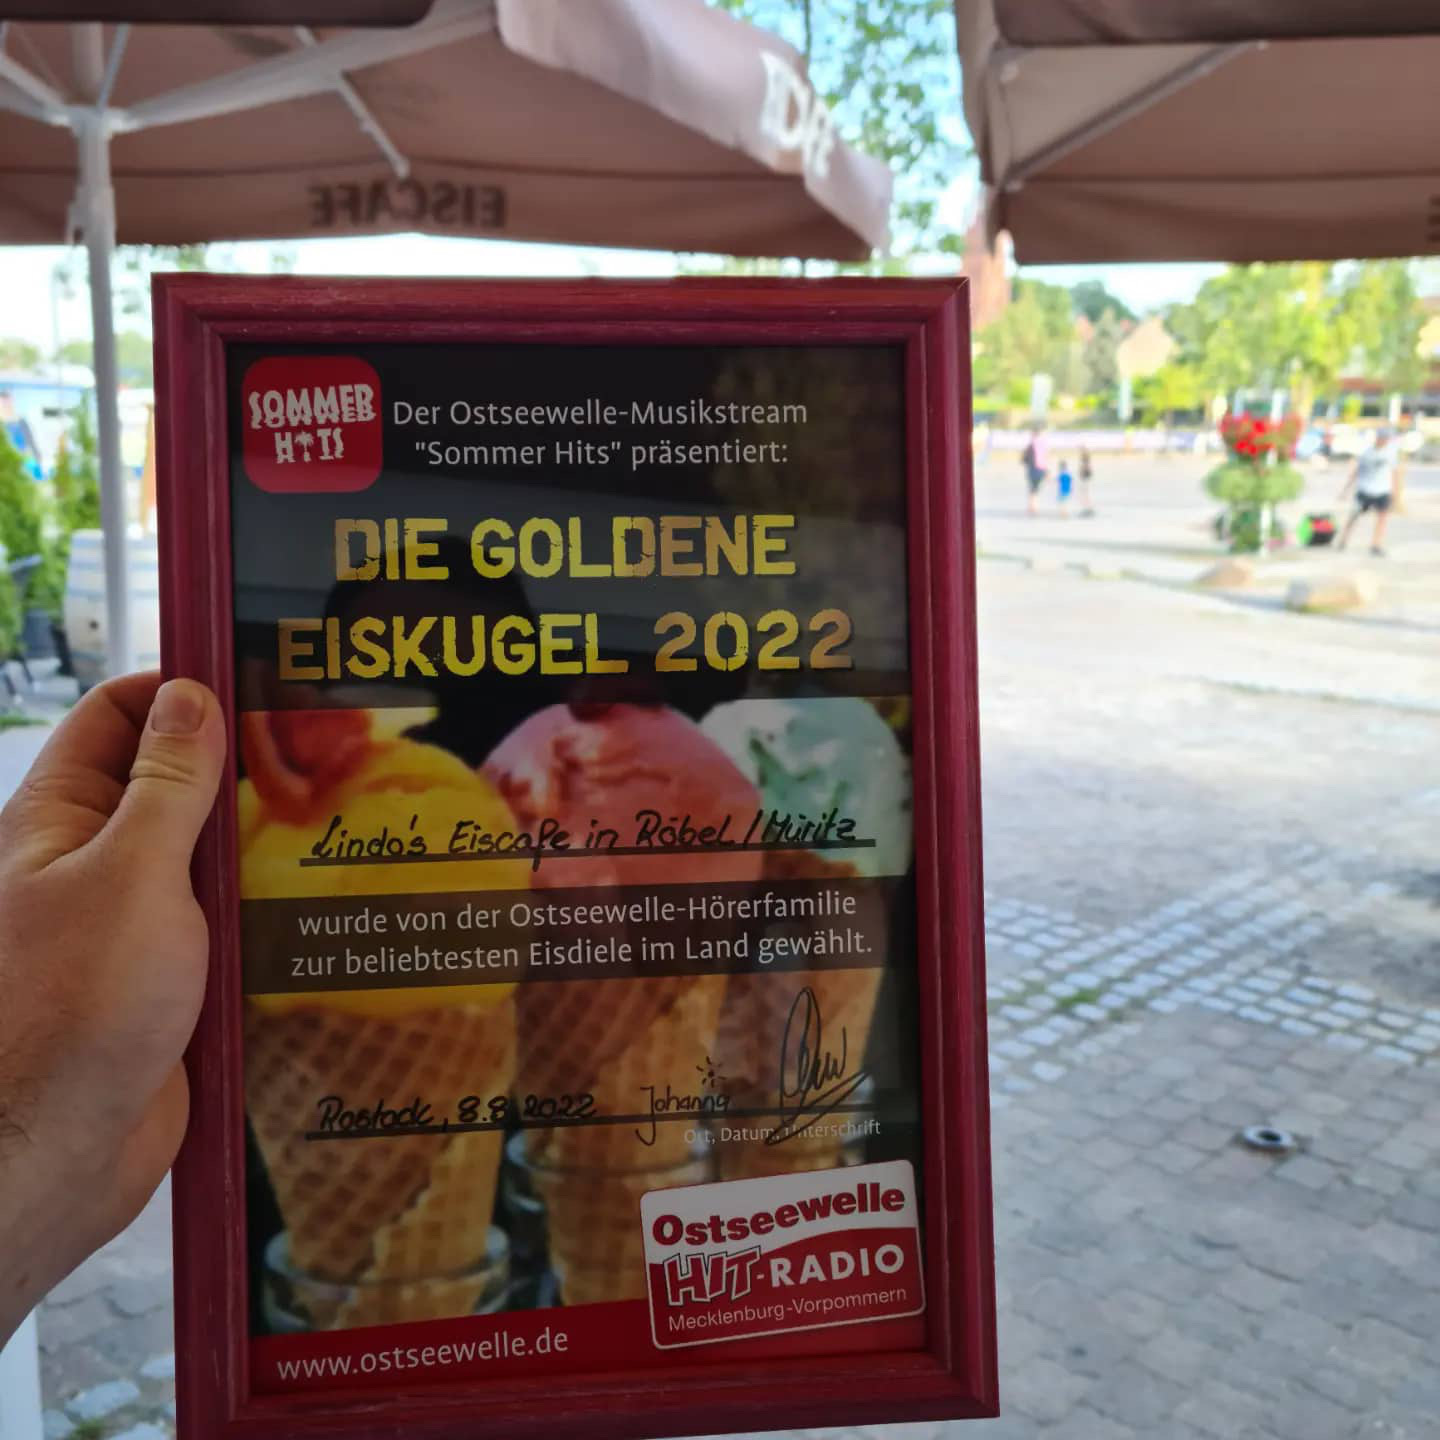 EISCAFE
SOMMER
HITS
Der Ostseewelle-Musikstream
"Sommer Hits" präsentiert:
DIE GOLDENE
EISKUGEL 2022
Linda's Eiscafe in Röbel / Müritz
wurde von der Ostseewelle-Hörerfamilie
zur beliebtesten Eisdiele im Land gewählt.
Rostock, 8.8.2022 Johanna
Ort, Datum, Unterschrift
Ostseewelle
HIT-RADIO
Mecklenburg-Vorpommern
www.ostseewelle.de